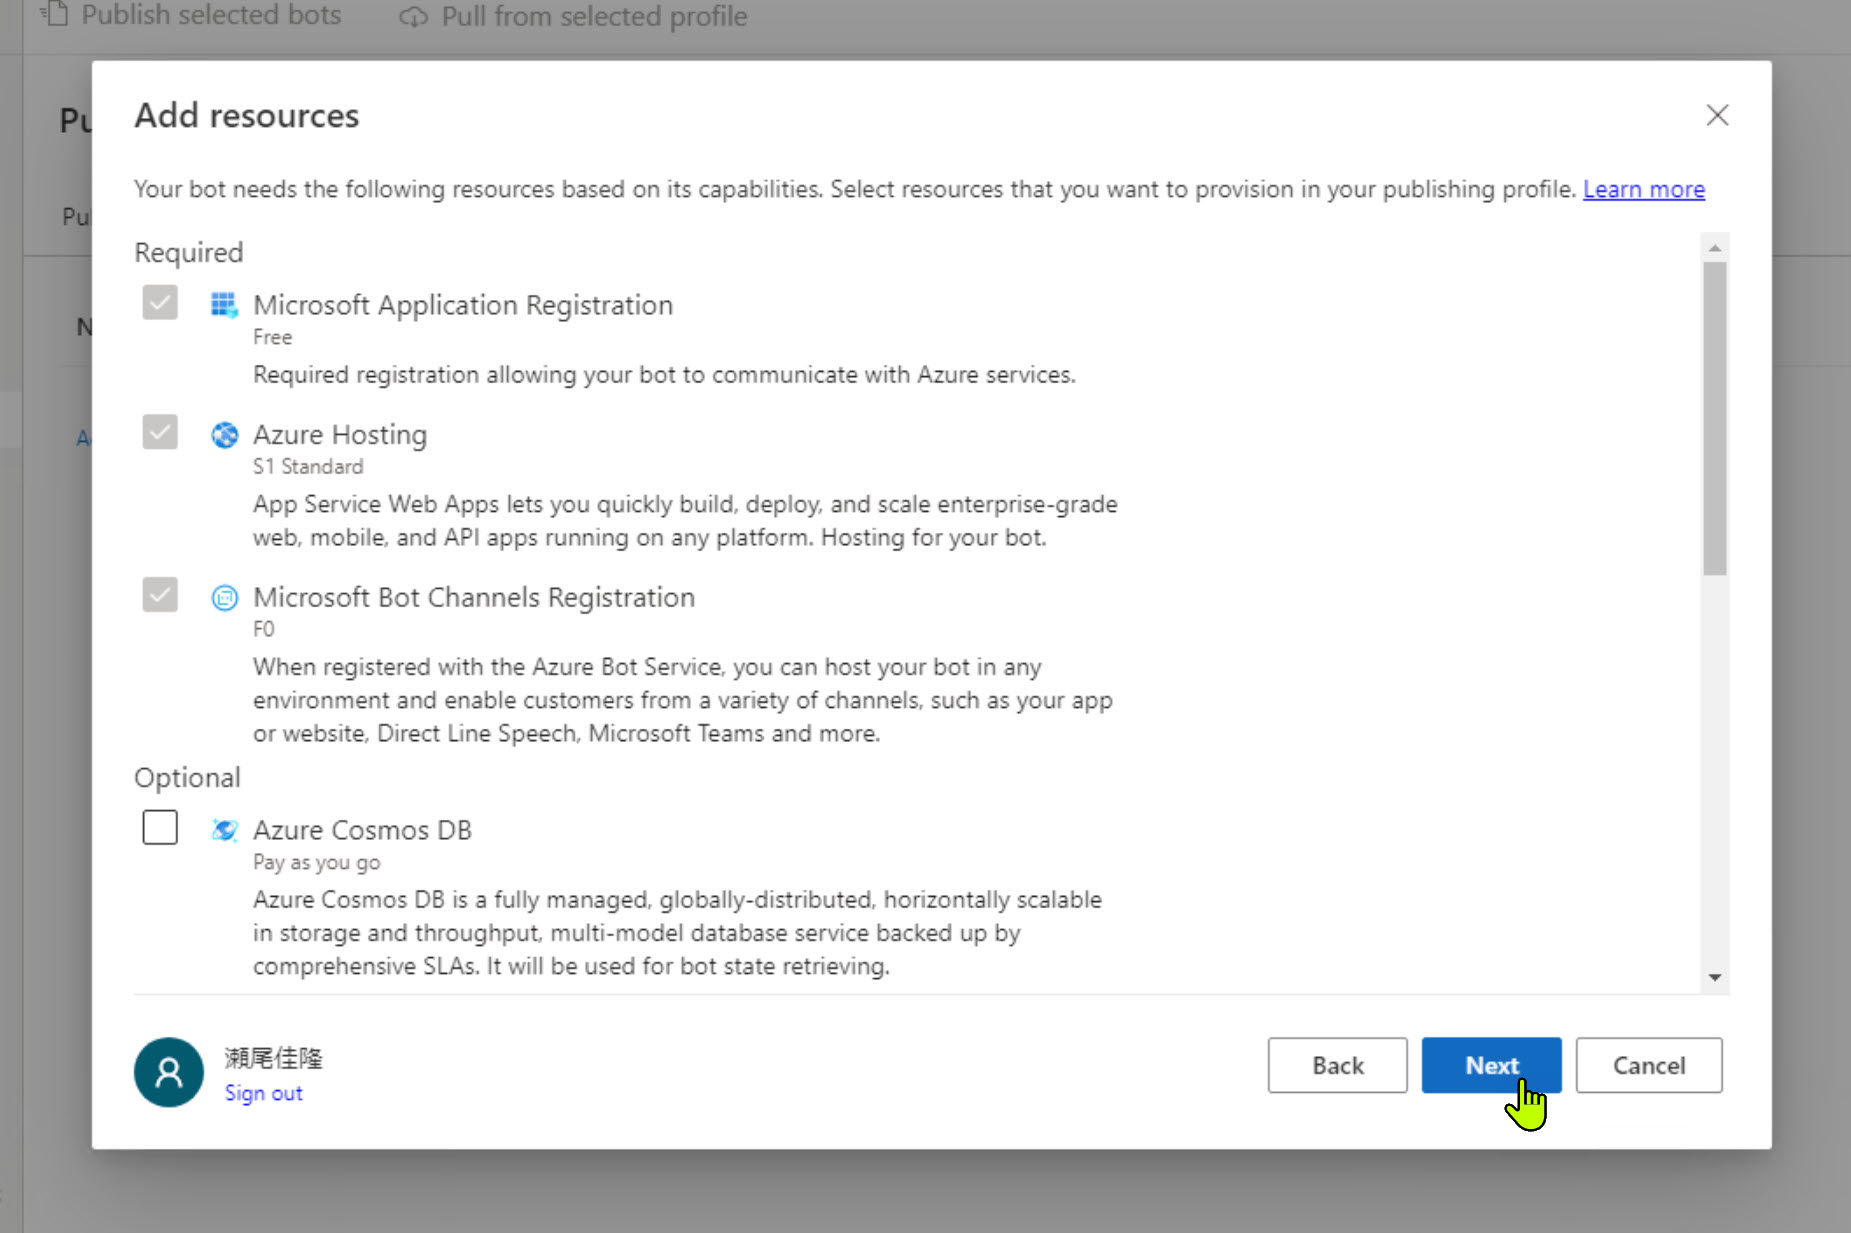 Publish selected bots
Pull from selected profile
Add resources
Your bot needs the following resources based on its capabilities. Select resources that you want to provision in your publishing profile. Learn more
Required
Microsoft Application Registration
Free
Required registration allowing your bot to communicate with Azure services.
Azure Hosting
S1 Standard
App Service Web Apps lets you quickly build, deploy, and scale enterprise-grade
web, mobile, and API apps running on any platform. Hosting for your bot.
Microsoft Bot Channels Registration
F0
When registered with the Azure Bot Service, you can host your bot in any
environment and enable customers from a variety of channels, such as your app
or website, Direct Line Speech, Microsoft Teams and more.
Optional
Azure Cosmos DB
Pay as you go
Azure Cosmos DB is a fully managed, globally-distributed, horizontally scalable
in storage and throughput, multi-model database service backed up by
comprehensive SLAs. It will be used for bot state retrieving.
瀬尾佳隆
Sign out
Back
Next
Cancel